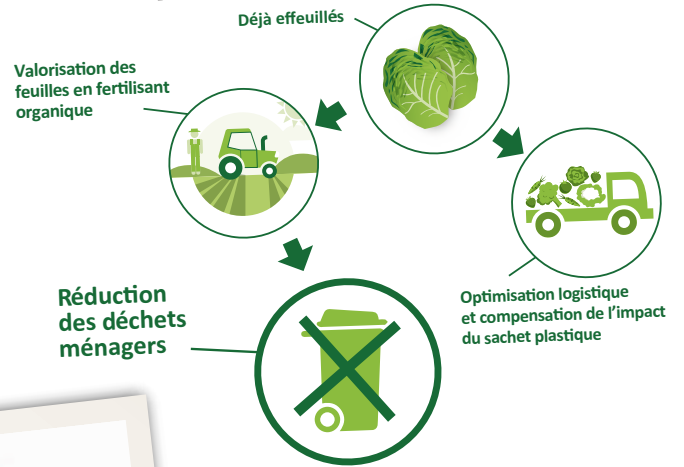 Déjà effeuillés
Valorisation des
feuilles en fertilisant
organique
Réduction
des déchets
ménagers
Optimisation logistique
et compensation de l’impact
du sachet plastique